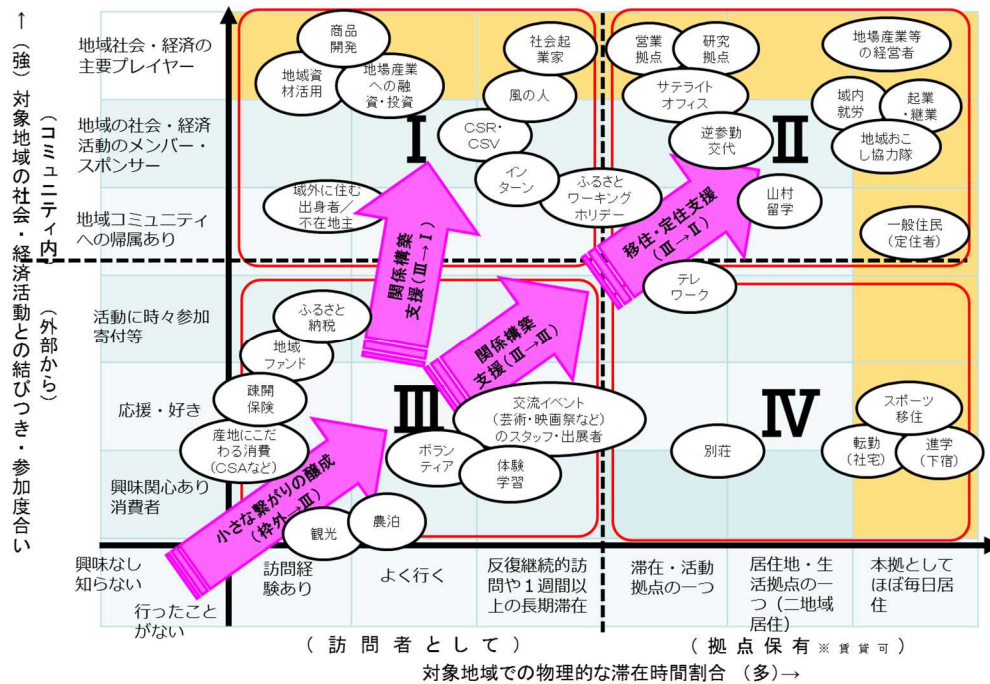 ← （強） 対象地域の社会・経済活動との結びつき・参加度合い
（コミュニティ内）
（外部から）
地域社会・経済の
主要プレイヤー
地域の社会・経済
活動のメンバー・
スポンサー
地域コミュニティ
への帰属あり
活動に時々参加
寄付等
応援・好き
興味関心あり
消費者
興味なし
知らない
商品
開発
地域資
材活用
地場産業
への融
資・投資
社会起
業家
風の人
CSR・
CSV
イン
ターン
ふるさと
ワーキング
ホリデー
域外に住む
出身者／
不在地主
Ⅰ
関係構築
支援(Ⅲ→Ⅰ)
営業
拠点
研究
拠点
サテライト
オフィス
逆参勤
交代
Ⅱ
地場産業等
の経営者
域内
就労
起業
・継業
地域おこ
し協力隊
山村
留学
一般住民
(定住者)
移住・定住支援
(Ⅲ→Ⅱ)
テレ
ワーク
ふるさと
納税
地域
ファンド
疎開
保険
産地にこだ
わる消費
(CSAなど)
関係構築
支援(Ⅲ→Ⅲ)
Ⅲ
交流イベント
(芸術・映画祭など)
のスタッフ・出展者
ボラン
ティア
体験
学習
小さな繋がりの醸成
(枠外→Ⅲ)
観光
農泊
Ⅳ
別荘
スポーツ
移住
転勤
(社宅)
進学
(下宿)
行ったこと
がない
訪問経
験あり
よく行く
反復継続的訪
問や１週間以
上の長期滞在
滞在・活動
拠点の一つ
居住地・生
活拠点の一
つ（二地域
居住）
本拠として
ほぼ毎日居
住
（訪問者として）
（拠点保有※賃貸可）
対象地域での物理的な滞在時間割合 （多）→